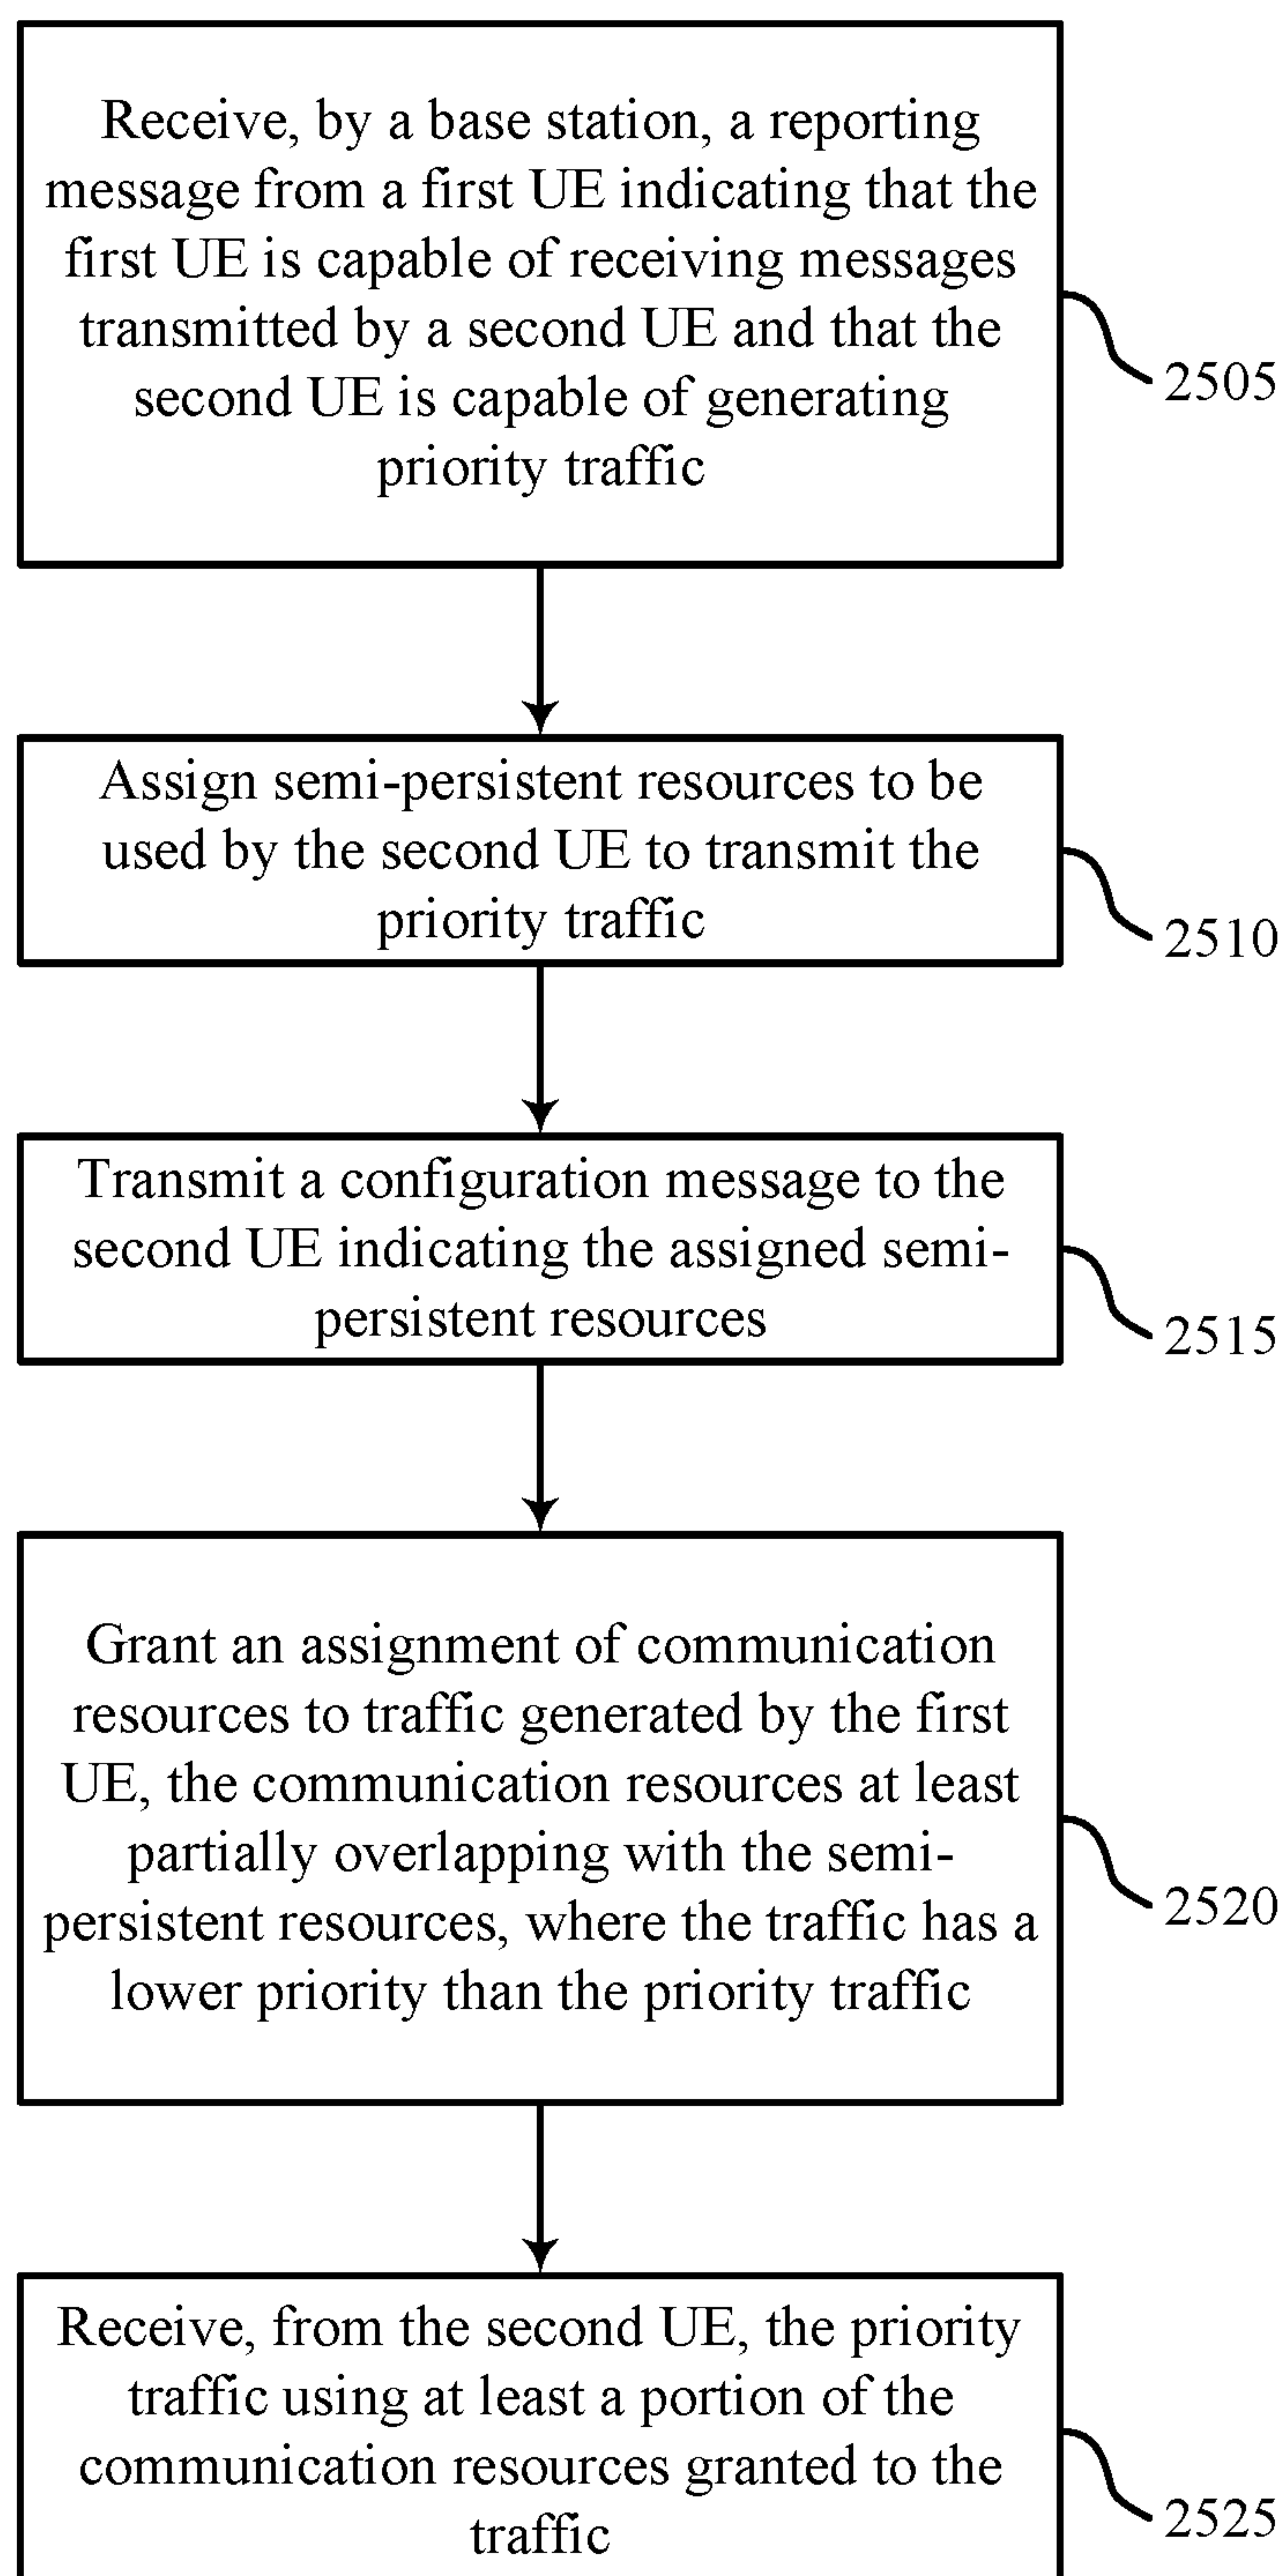 Receive, by a base station, a reporting
message from a first UE indicating that the
first UE is capable of receiving messages
transmitted by a second UE and that the
second UE is capable of generating
priority traffic
2505
Assign semi-persistent resources to be
used by the second UE to transmit the
priority traffic
2510
Transmit a configuration message to the
second UE indicating the assigned semi-
persistent resources
2515
Grant an assignment of communication
resources to traffic generated by the first
UE, the communication resources at least
partially overlapping with the semi-
persistent resources, where the traffic has a
lower priority than the priority traffic
2520
Receive, from the second UE, the priority
traffic using at least a portion of the
communication resources granted to the
traffic
2525